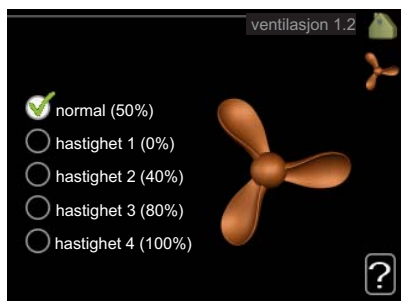 ventilasjon 1.2
normal (50%)
hastighet 1 (0%)
hastighet 2 (40%)
hastighet 3 (80%)
hastighet 4 (100%)
?